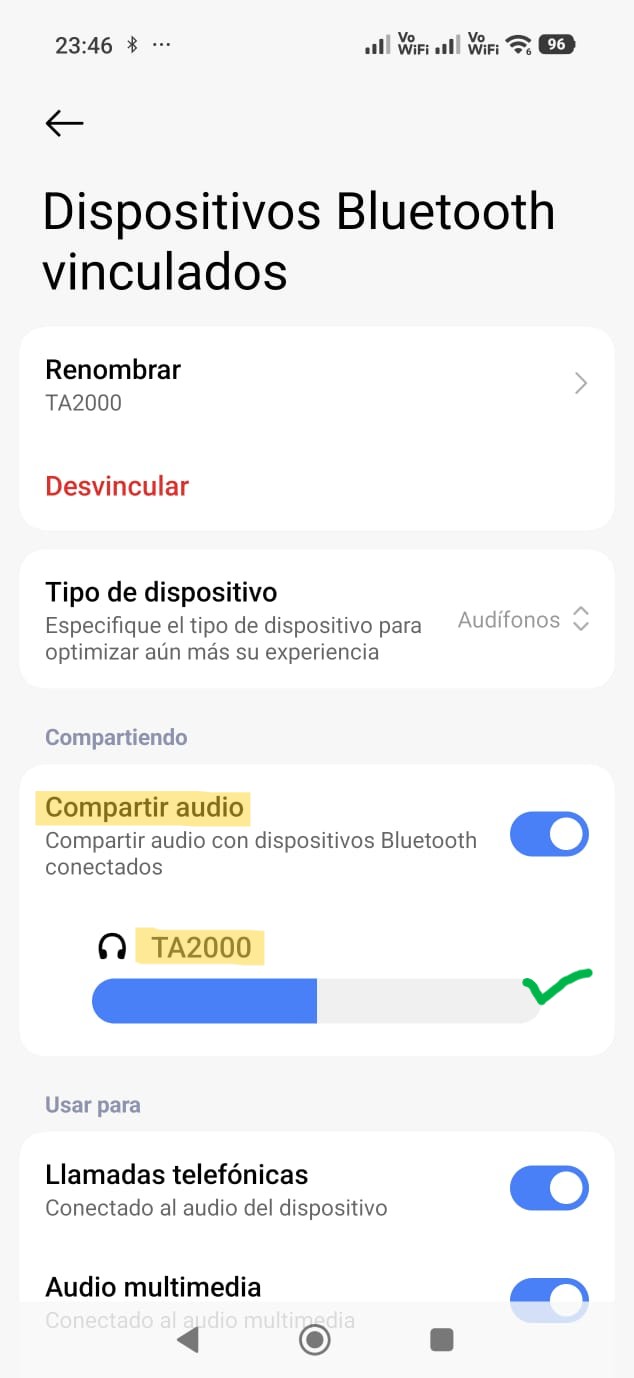 23:46 ... Vo WiFi Vo WiFi 6 96
Dispositivos Bluetooth
vinculados
Renombrar
TA2000
Desvincular
Tipo de dispositivo
Especifique el tipo de dispositivo para
optimizar aún más su experiencia
Audífonos
Compartiendo
Compartir audio
Compartir audio con dispositivos Bluetooth
conectados
TA2000
Usar para
Llamadas telefónicas
Conectado al audio del dispositivo
Audio multimedia
Conectado al audio multimedia